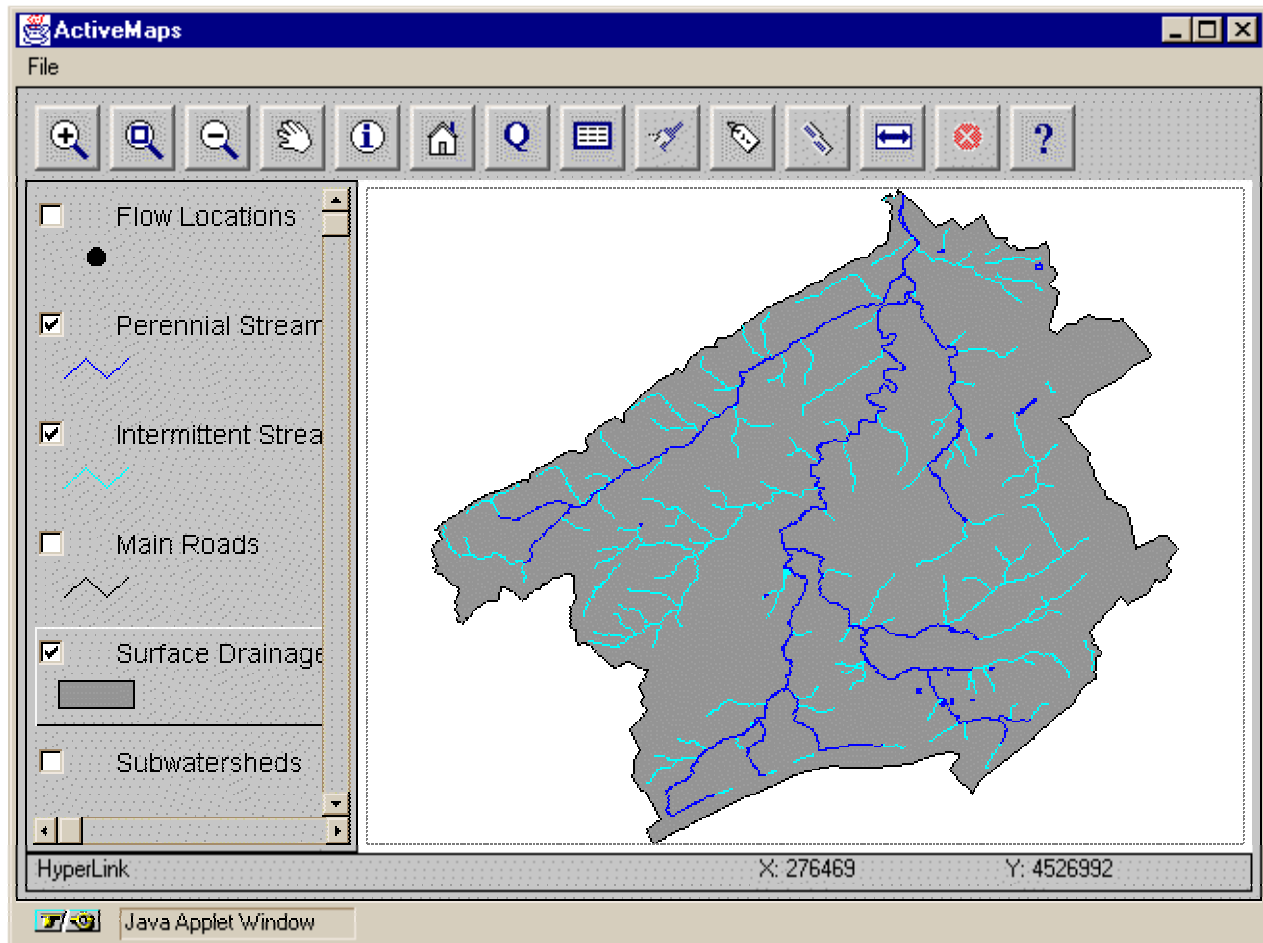 ActiveMaps
File
Q
?
Flow Locations
Perennial Stream
Intermittent Strea
Main Roads
Surface Drainage
Subwatersheds
HyperLink X: 276469 Y: 4526992
Java Applet Window